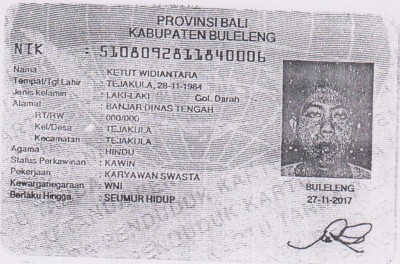 PROVINSI BALI
KABUPATEN BULELENG
NIK : 5108092811840006
Nama : KETUT WIDIANTARA
Tempat/Tgl Lahir : TEJAKULA, 28-11-1984
Jenis kelamin : LAKI-LAKI Gol. Darah
Alamat : BANJAR DINAS TENGAH
RT/RW : 000/000
Kel/Desa : TEJAKULA
Kecamatan : TEJAKULA
Agama : HINDU
Status Perkawinan : KAWIN
Pekerjaan : KARYAWAN SWASTA
Kewarganegaraan : WNI
Berlaku Hingga : SEUMUR HIDUP
BULELENG
27-11-2017